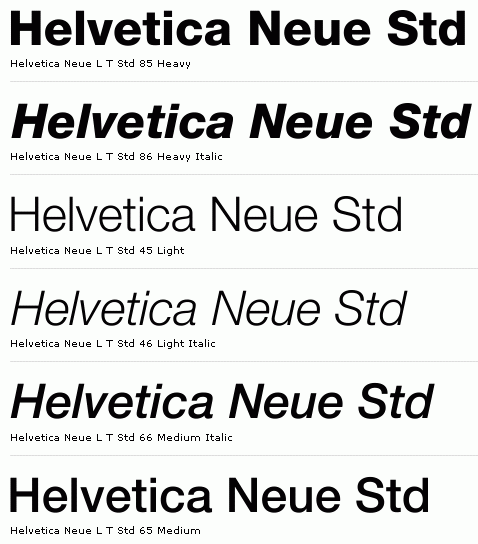 Helvetica Neue Std
Helvetica Neue L T Std 85 Heavy
Helvetica Neue Std
Helvetica Neue L T Std 86 Heavy Italic
Helvetica Neue Std
Helvetica Neue L T Std 45 Light
Helvetica Neue Std
Helvetica Neue L T Std 46 Light Italic
Helvetica Neue Std
Helvetica Neue L T Std 66 Medium Italic
Helvetica Neue Std
Helvetica Neue L T Std 65 Medium